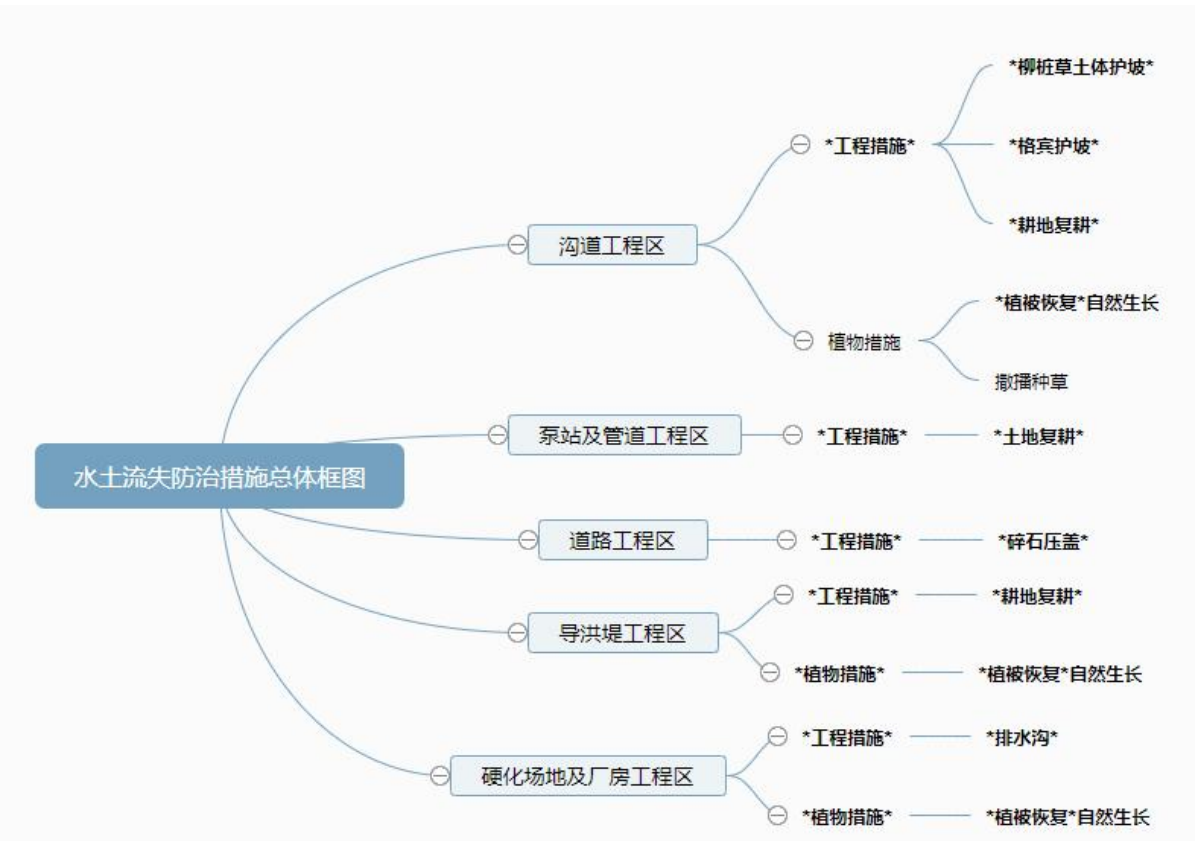 水土流失防治措施总体框图
沟道工程区
*工程措施*
*柳桩草土体护坡*
*格宾护坡*
*耕地复耕*
植物措施
*植被恢复*自然生长
撒播种草
泵站及管道工程区
*工程措施*
*土地复耕*
道路工程区
*工程措施*
*碎石压盖*
导洪堤工程区
*工程措施*
*耕地复耕*
*植物措施*
*植被恢复*自然生长
硬化场地及厂房工程区
*工程措施*
*排水沟*
*植物措施*
*植被恢复*自然生长